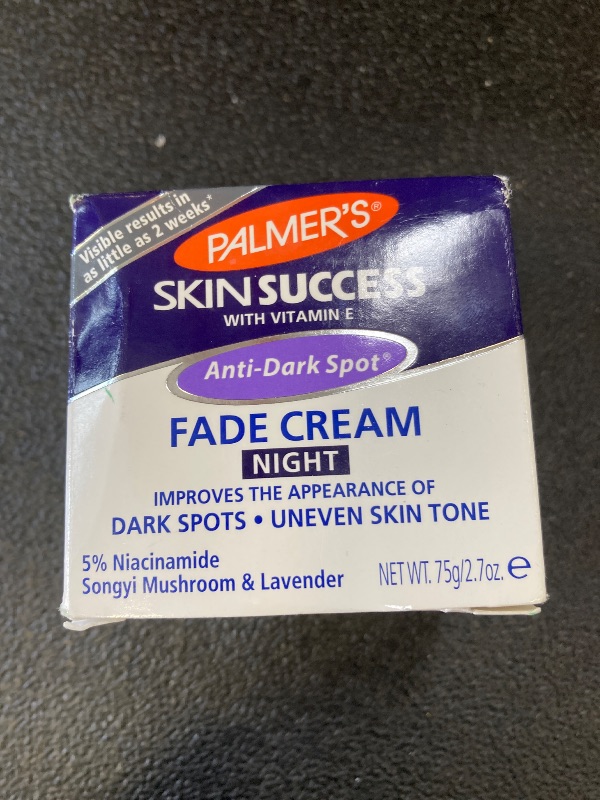 Visible results in
as little as 2 weeks*
PALMER'S®
SKIN SUCCESS
WITH VITAMIN E
Anti-Dark Spot®
FADE CREAM
NIGHT
IMPROVES THE APPEARANCE OF
DARK SPOTS • UNEVEN SKIN TONE
5% Niacinamide
Songyi Mushroom & Lavender
NET WT. 75g/2.7oz. ℮